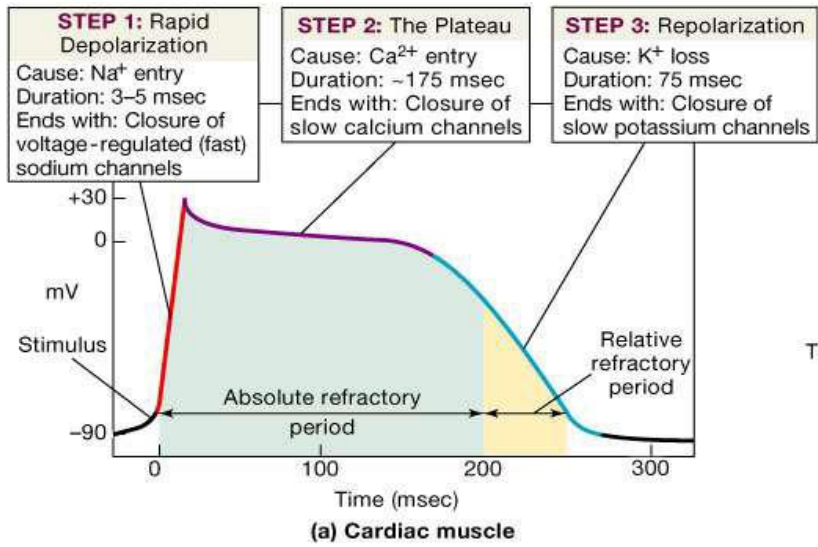 STEP 1: Rapid
Depolarization
Cause: Na⁺ entry
Duration: 3–5 msec
Ends with: Closure of
voltage-regulated (fast)
sodium channels
STEP 2: The Plateau
Cause: Ca²⁺ entry
Duration: ~175 msec
Ends with: Closure of
slow calcium channels
STEP 3: Repolarization
Cause: K⁺ loss
Duration: 75 msec
Ends with: Closure of
slow potassium channels
+30
0
mV
Stimulus
–90
Absolute refractory
period
Relative
refractory
period
T
0
100
200
300
Time (msec)
(a) Cardiac muscle